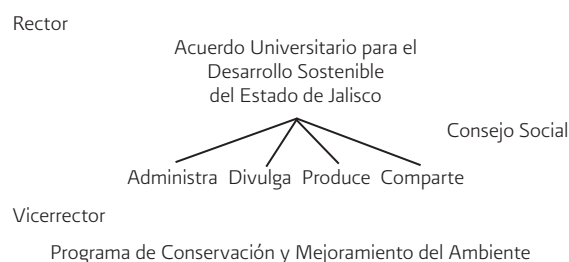 Rector
Acuerdo Universitario para el
Desarrollo Sostenible
del Estado de Jalisco
Consejo Social
Administra Divulga Produce Comparte
Vicerrector
Programa de Conservación y Mejoramiento del Ambiente